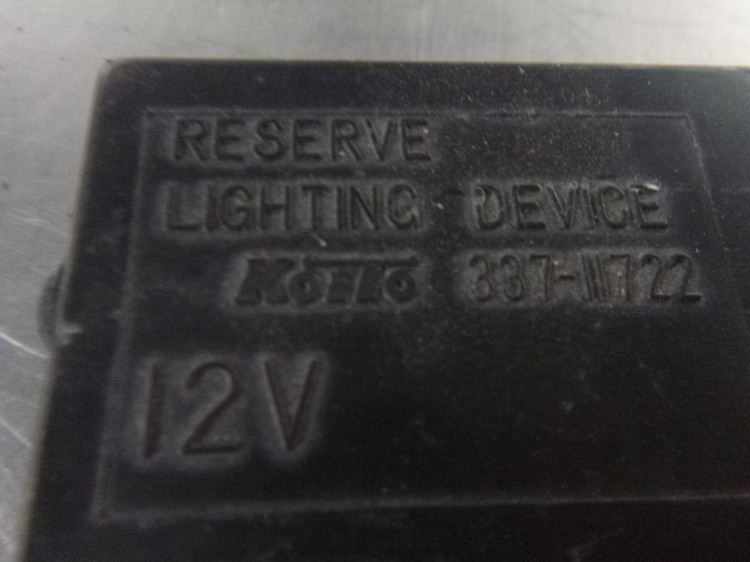 RESERVE
LIGHTING DEVICE
KOITO 337-11722
12V